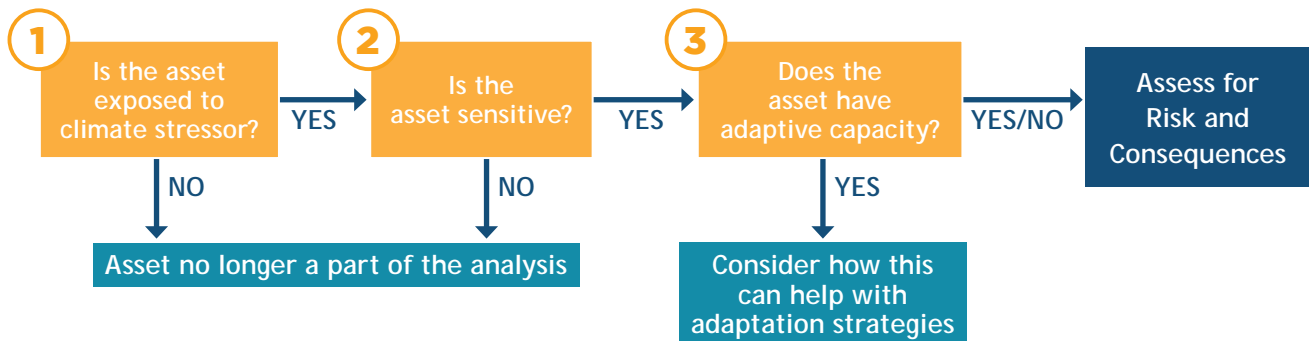 1
Is the asset
exposed to
climate stressor?
YES
NO
2
Is the
asset sensitive?
YES
NO
Asset no longer a part of the analysis
3
Does the
asset have
adaptive capacity?
YES/NO
YES
Consider how this
can help with
adaptation strategies
Assess for
Risk and
Consequences